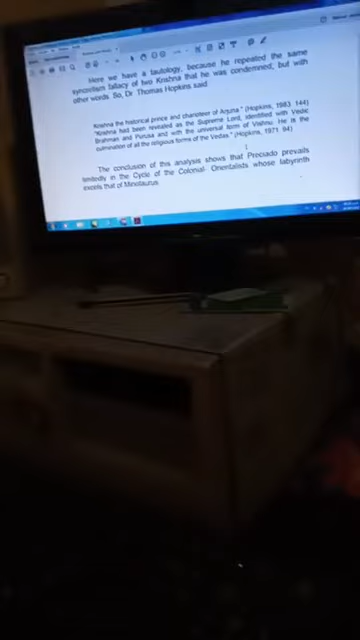 Here we have a tautology, because he repeated the same
syncretism fallacy of two Krishna that he was condemned, but with
other words. So, Dr. Thomas Hopkins said
Krishna the historical prince and charioteer of Arjuna." (Hopkins, 1983: 144)
"Krishna had been revealed as the Supreme Lord, identified with Vedic
Brahman and Purusa and with the universal form of Vishnu. He is the
culmination of all the religious forms of the Vedas." (Hopkins, 1971: 94)
The conclusion of this analysis shows that Preciado prevails
in the Cycle of the Colonial- Orientalists whose labyrinth
excels that of Minotaurus